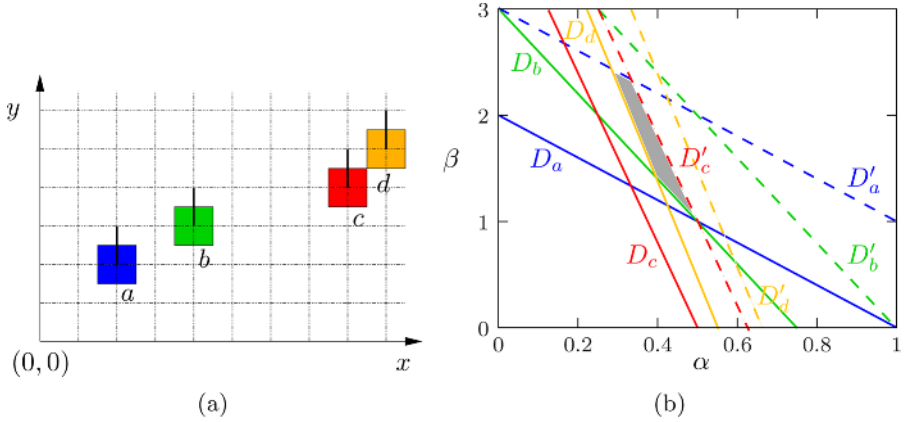 y
a
b
c
d
(0, 0)
x
(a)
3
2
β
1
0
D_b
D_d
D_a
D_c
D'_c
D'_a
D'_b
D'_d
0
0.2
0.4
0.6
0.8
1
α
(b)